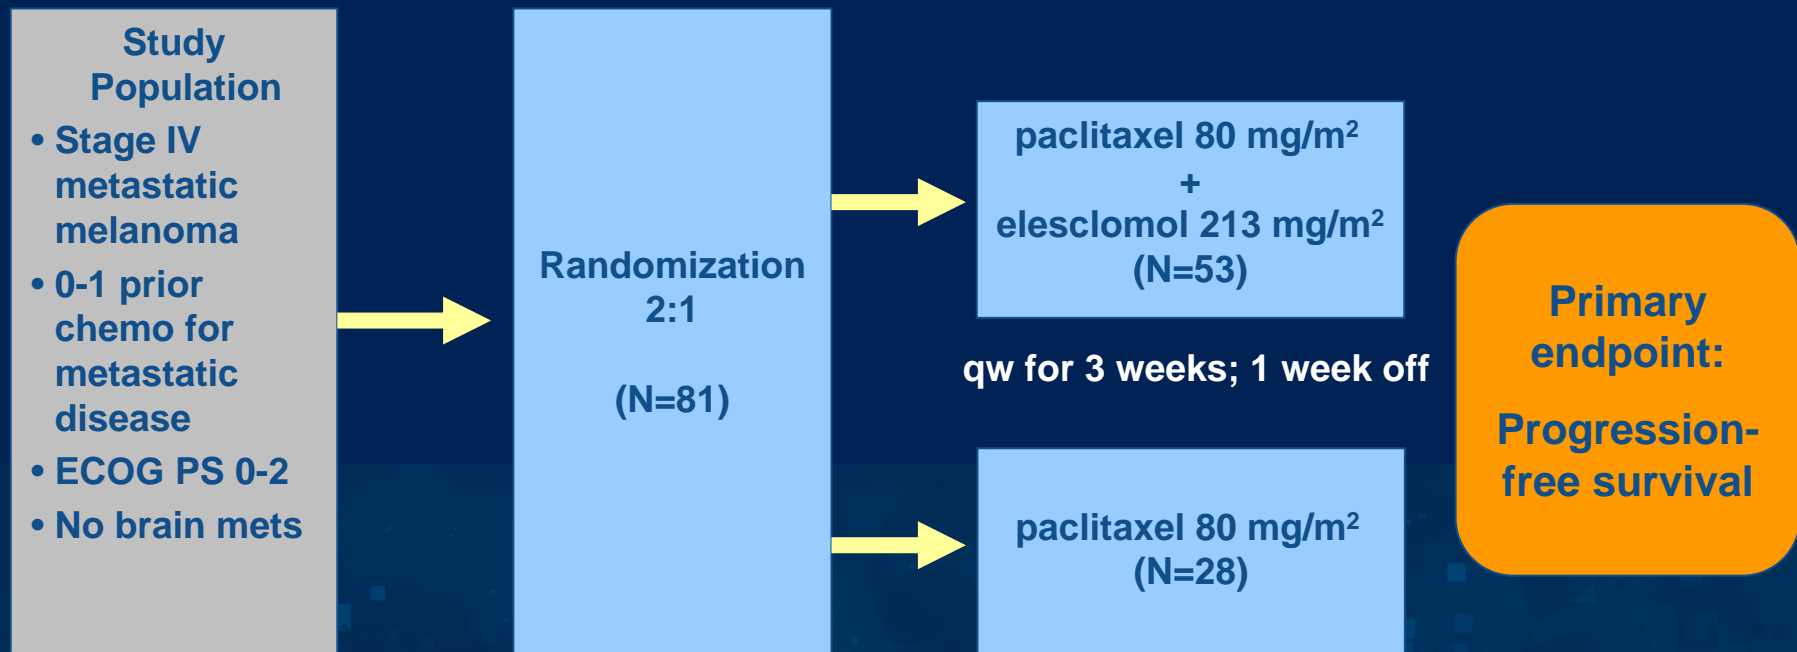 Study
Population
• Stage IV
metastatic
melanoma
• 0-1 prior
chemo for
metastatic
disease
• ECOG PS 0-2
• No brain mets
Randomization
2:1
(N=81)
paclitaxel 80 mg/m²
+
elesclomol 213 mg/m²
(N=53)
qw for 3 weeks; 1 week off
paclitaxel 80 mg/m²
(N=28)
Primary
endpoint:
Progression-
free survival